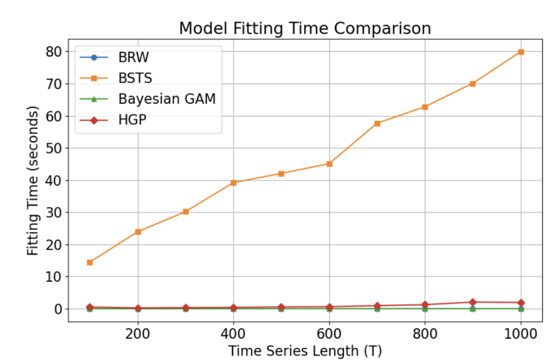 Model Fitting Time Comparison
BRW
BSTS
Bayesian GAM
HGP
80
70
60
50
40
30
20
10
0
Fitting Time (seconds)
200 400 600 800 1000
Time Series Length (T)